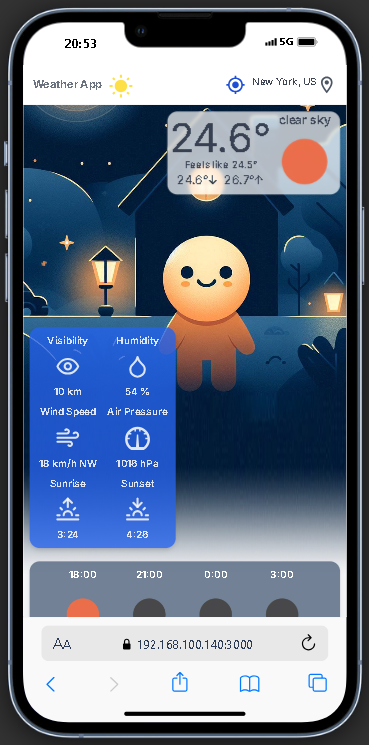 20:53
5G
Weather App
New York, US
clear sky
24.6°
Feels like 24.5°
24.6°↓ 26.7°↑
Visibility Humidity
10 km 54 %
Wind Speed Air Pressure
18 km/h NW 1016 hPa
Sunrise Sunset
3:24 4:28
18:00 21:00 0:00 3:00
AA 192.168.100.140:3000